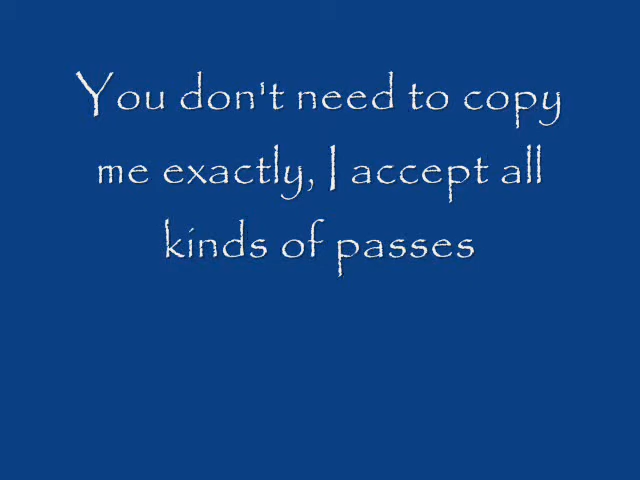 You don't need to copy
me exactly, I accept all
kinds of passes